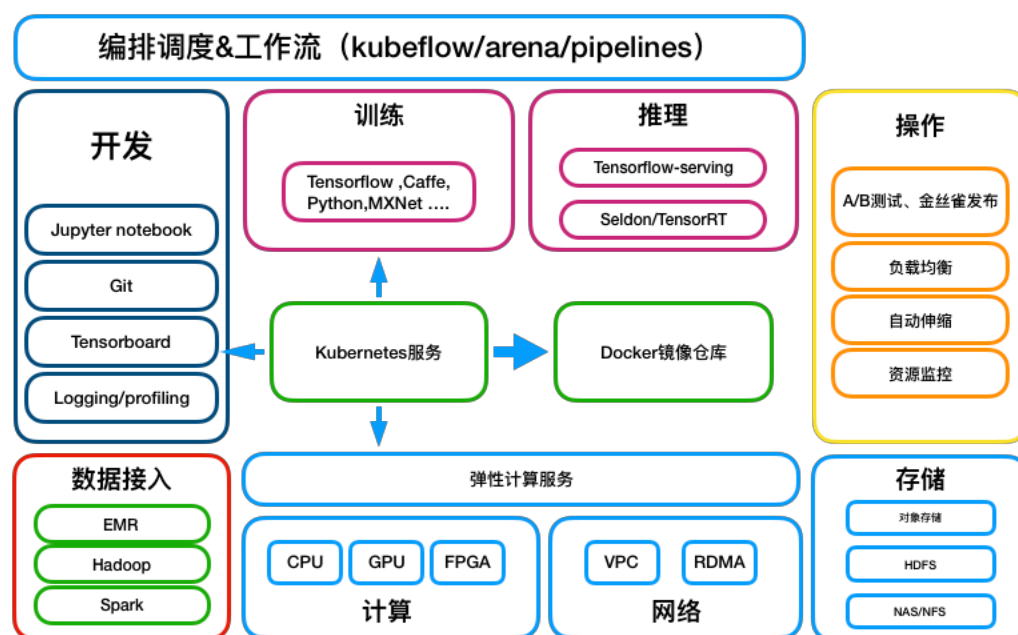 编排调度&工作流（kubeflow/arena/pipelines）
开发
Jupyter notebook
Git
Tensorboard
Logging/profiling
训练
Tensorflow ,Caffe,
Python,MXNet ....
推理
Tensorflow-serving
Seldon/TensorRT
操作
A/B测试、金丝雀发布
负载均衡
自动伸缩
资源监控
Kubernetes服务
Docker镜像仓库
数据接入
EMR
Hadoop
Spark
弹性计算服务
CPU
GPU
FPGA
计算
VPC
RDMA
网络
存储
对象存储
HDFS
NAS/NFS